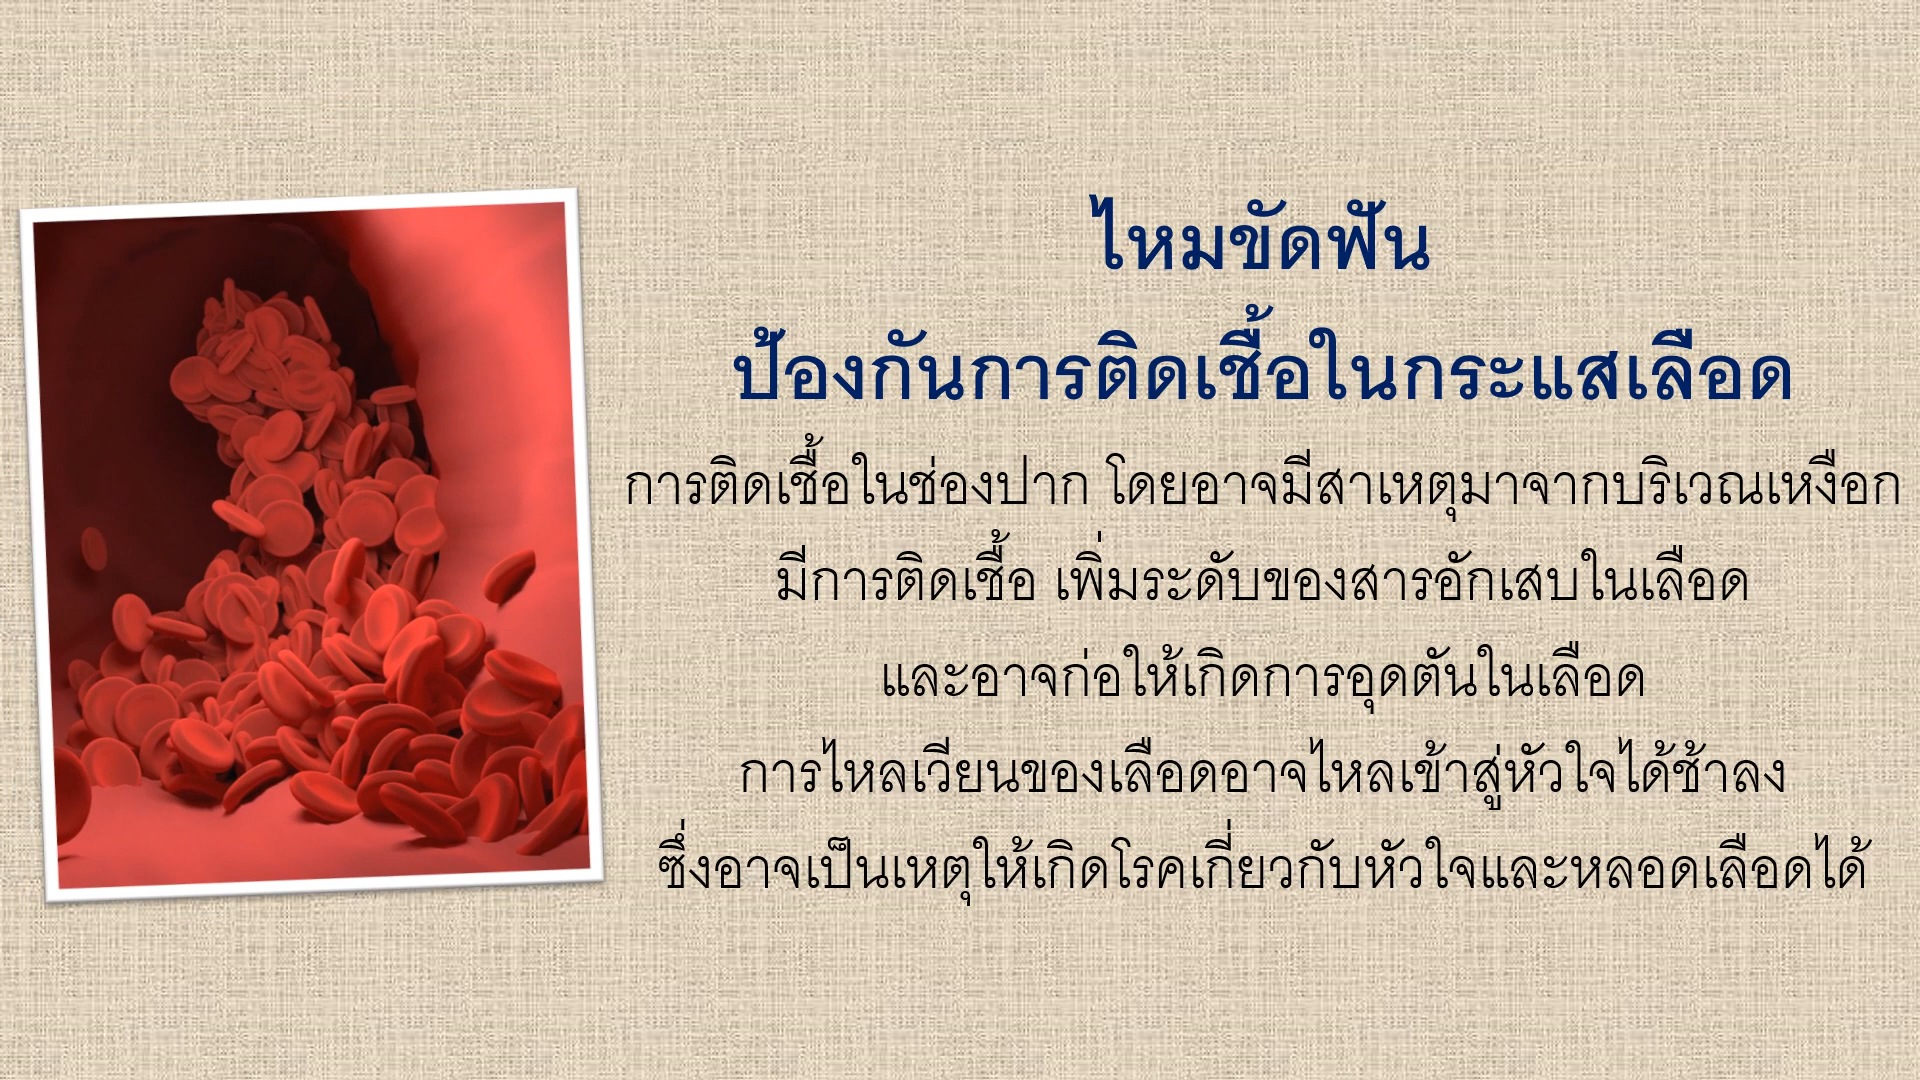 ไหมขัดฟัน
ป้องกันการติดเชื้อในกระแสเลือด
การติดเชื้อในช่องปาก โดยอาจมีสาเหตุมาจากบริเวณเหงือก
มีการติดเชื้อ เพิ่มระดับของสารอักเสบในเลือด
และอาจก่อให้เกิดการอุดตันในเลือด
การไหลเวียนของเลือดอาจไหลเข้าสู่หัวใจได้ช้าลง
ซึ่งอาจเป็นเหตุให้เกิดโรคเกี่ยวกับหัวใจและหลอดเลือดได้